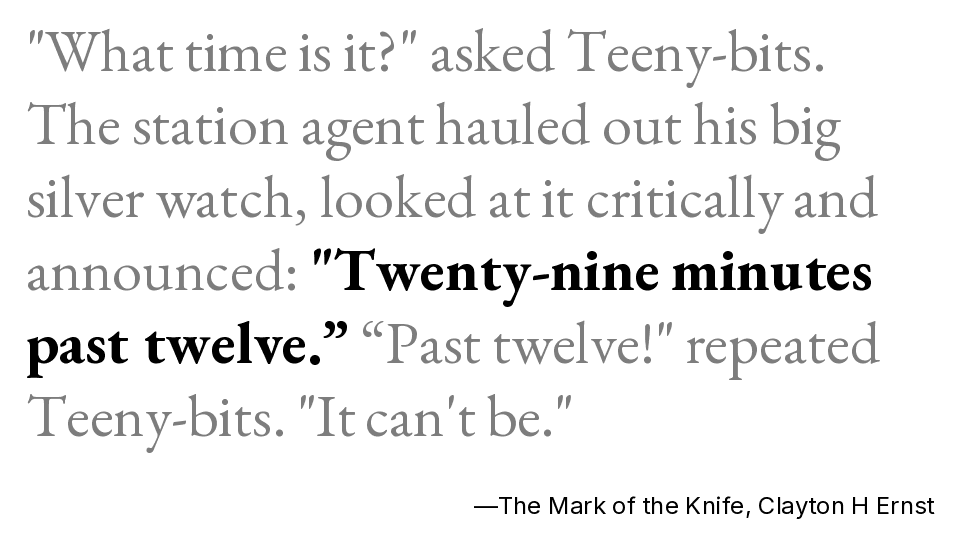 "What time is it?" asked Teeny-bits.
The station agent hauled out his big
silver watch, looked at it critically and
announced: "Twenty-nine minutes
past twelve.” “Past twelve!" repeated
Teeny-bits. "It can't be."
—The Mark of the Knife, Clayton H Ernst